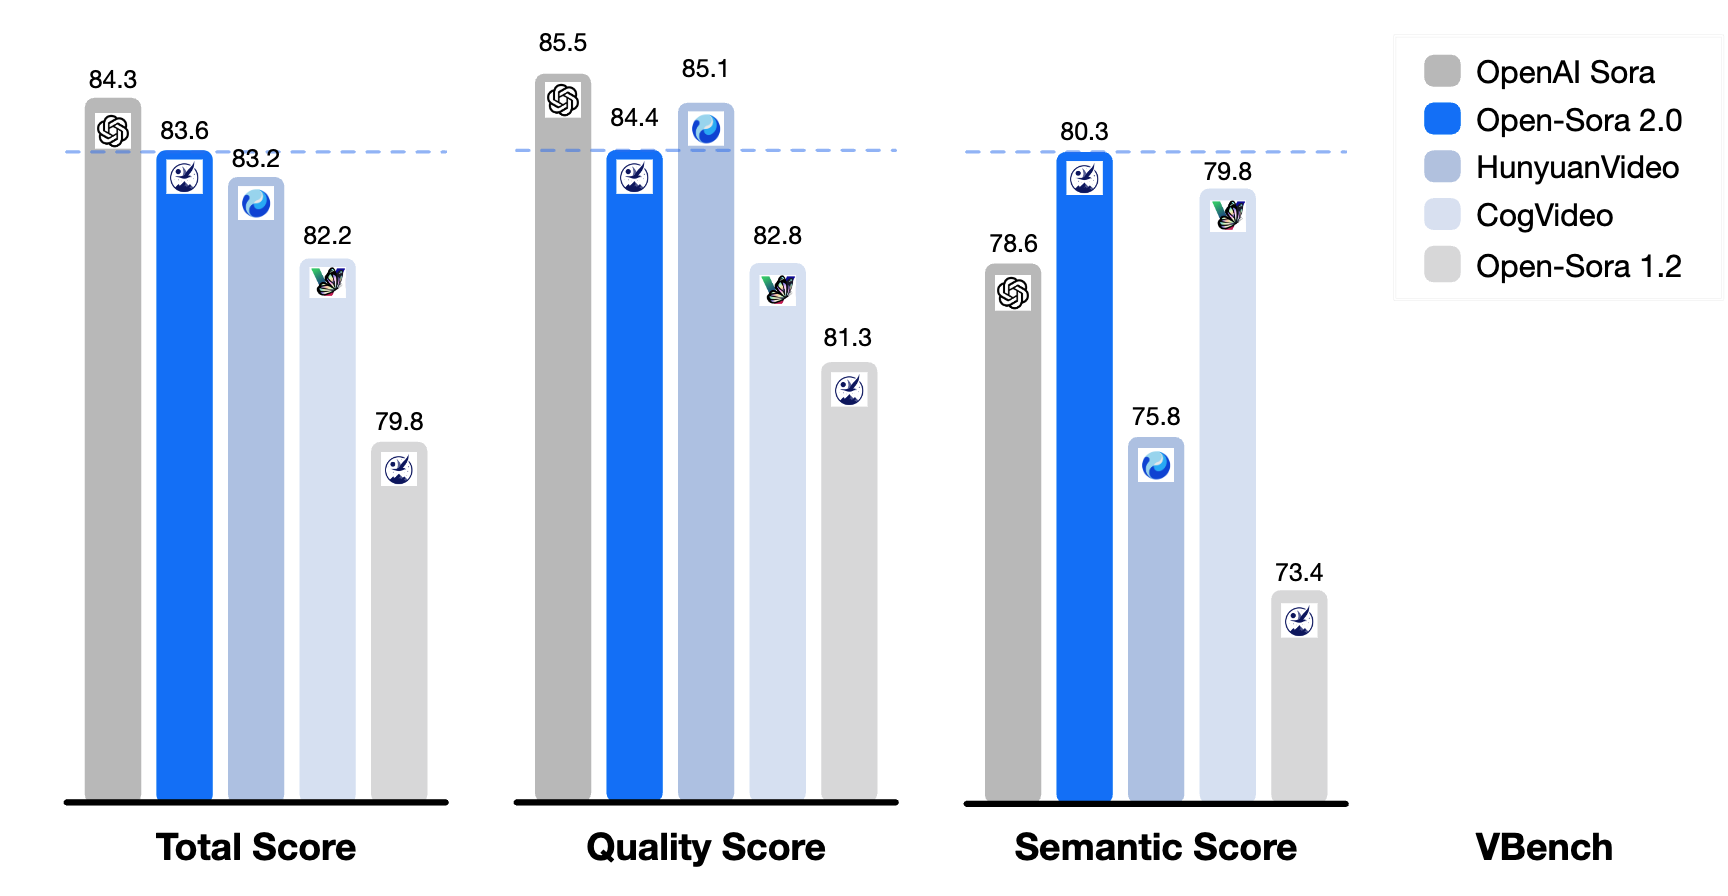 84.3
83.6
83.2
82.2
79.8
Total Score
85.5
84.4
85.1
82.8
81.3
Quality Score
78.6
80.3
75.8
79.8
73.4
Semantic Score
OpenAI Sora
Open-Sora 2.0
HunyuanVideo
CogVideo
Open-Sora 1.2
VBench